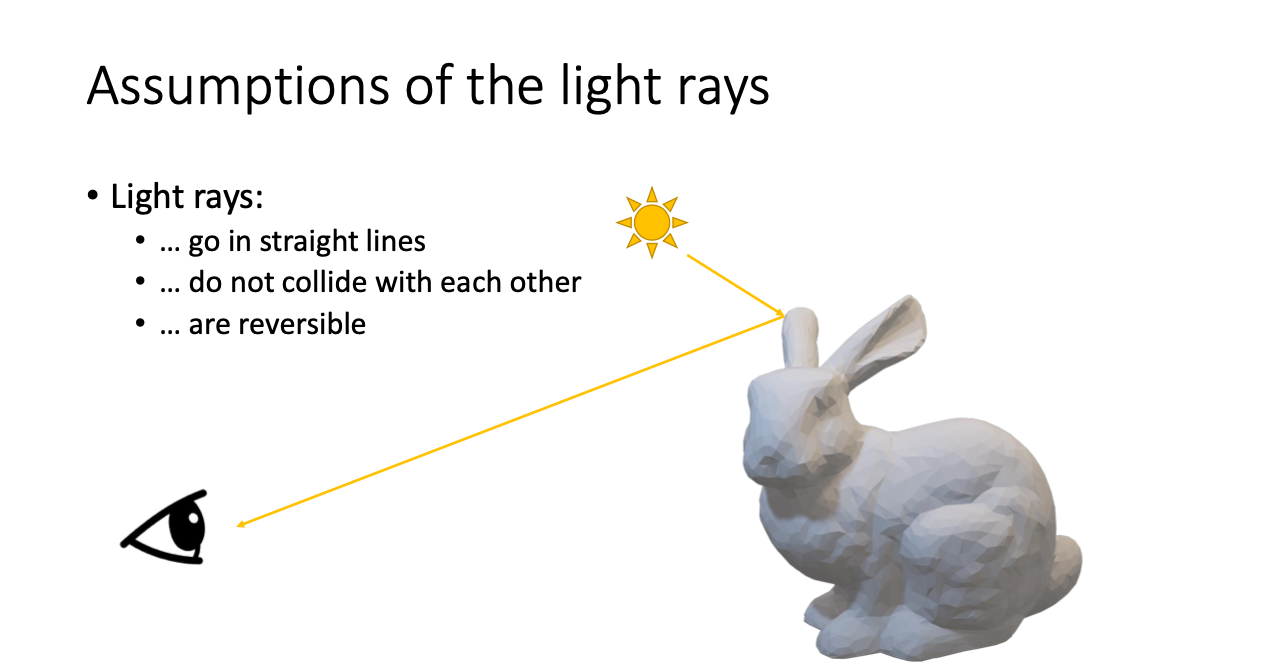 Assumptions of the light rays
• Light rays:
• … go in straight lines
• … do not collide with each other
• … are reversible